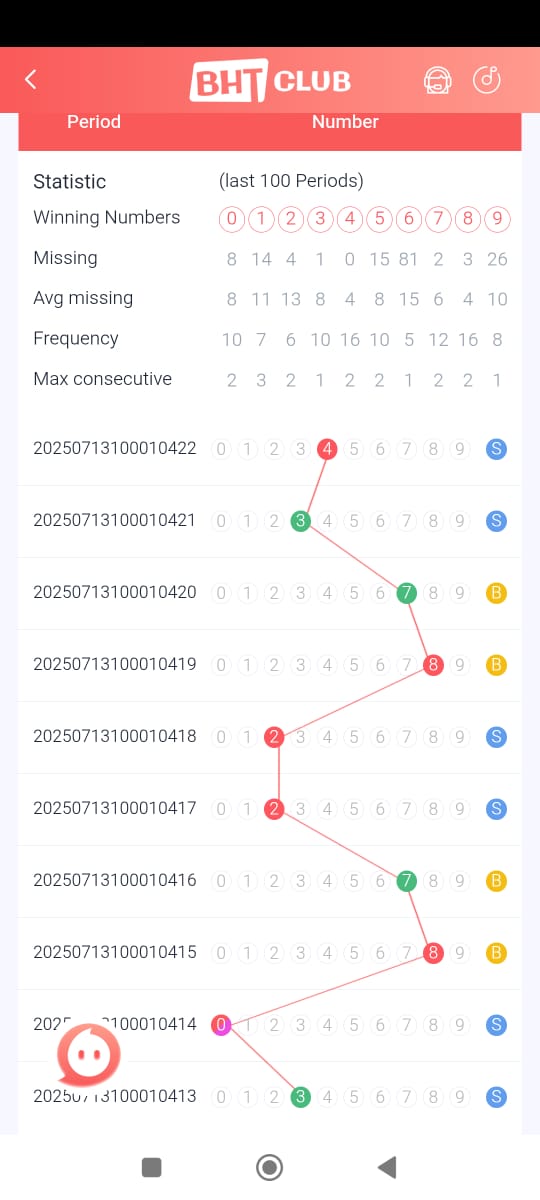 BHT CLUB
Period Number
Statistic (last 100 Periods)
Winning Numbers 0 1 2 3 4 5 6 7 8 9
Missing 8 14 4 1 0 15 81 2 3 26
Avg missing 8 11 13 8 4 8 15 6 4 10
Frequency 10 7 6 10 16 10 5 12 16 8
Max consecutive 2 3 2 1 2 2 1 2 2 1
20250713100010422 0 1 2 3 4 5 6 7 8 9 S
20250713100010421 0 1 2 3 4 5 6 7 8 9 S
20250713100010420 0 1 2 3 4 5 6 7 8 9 B
20250713100010419 0 1 2 3 4 5 6 7 8 9 B
20250713100010418 0 1 2 3 4 5 6 7 8 9 S
20250713100010417 0 1 2 3 4 5 6 7 8 9 S
20250713100010416 0 1 2 3 4 5 6 7 8 9 B
20250713100010415 0 1 2 3 4 5 6 7 8 9 B
0 1 2 3 4 5 6 7 8 9 S
20250713100010413 0 1 2 3 4 5 6 7 8 9 S